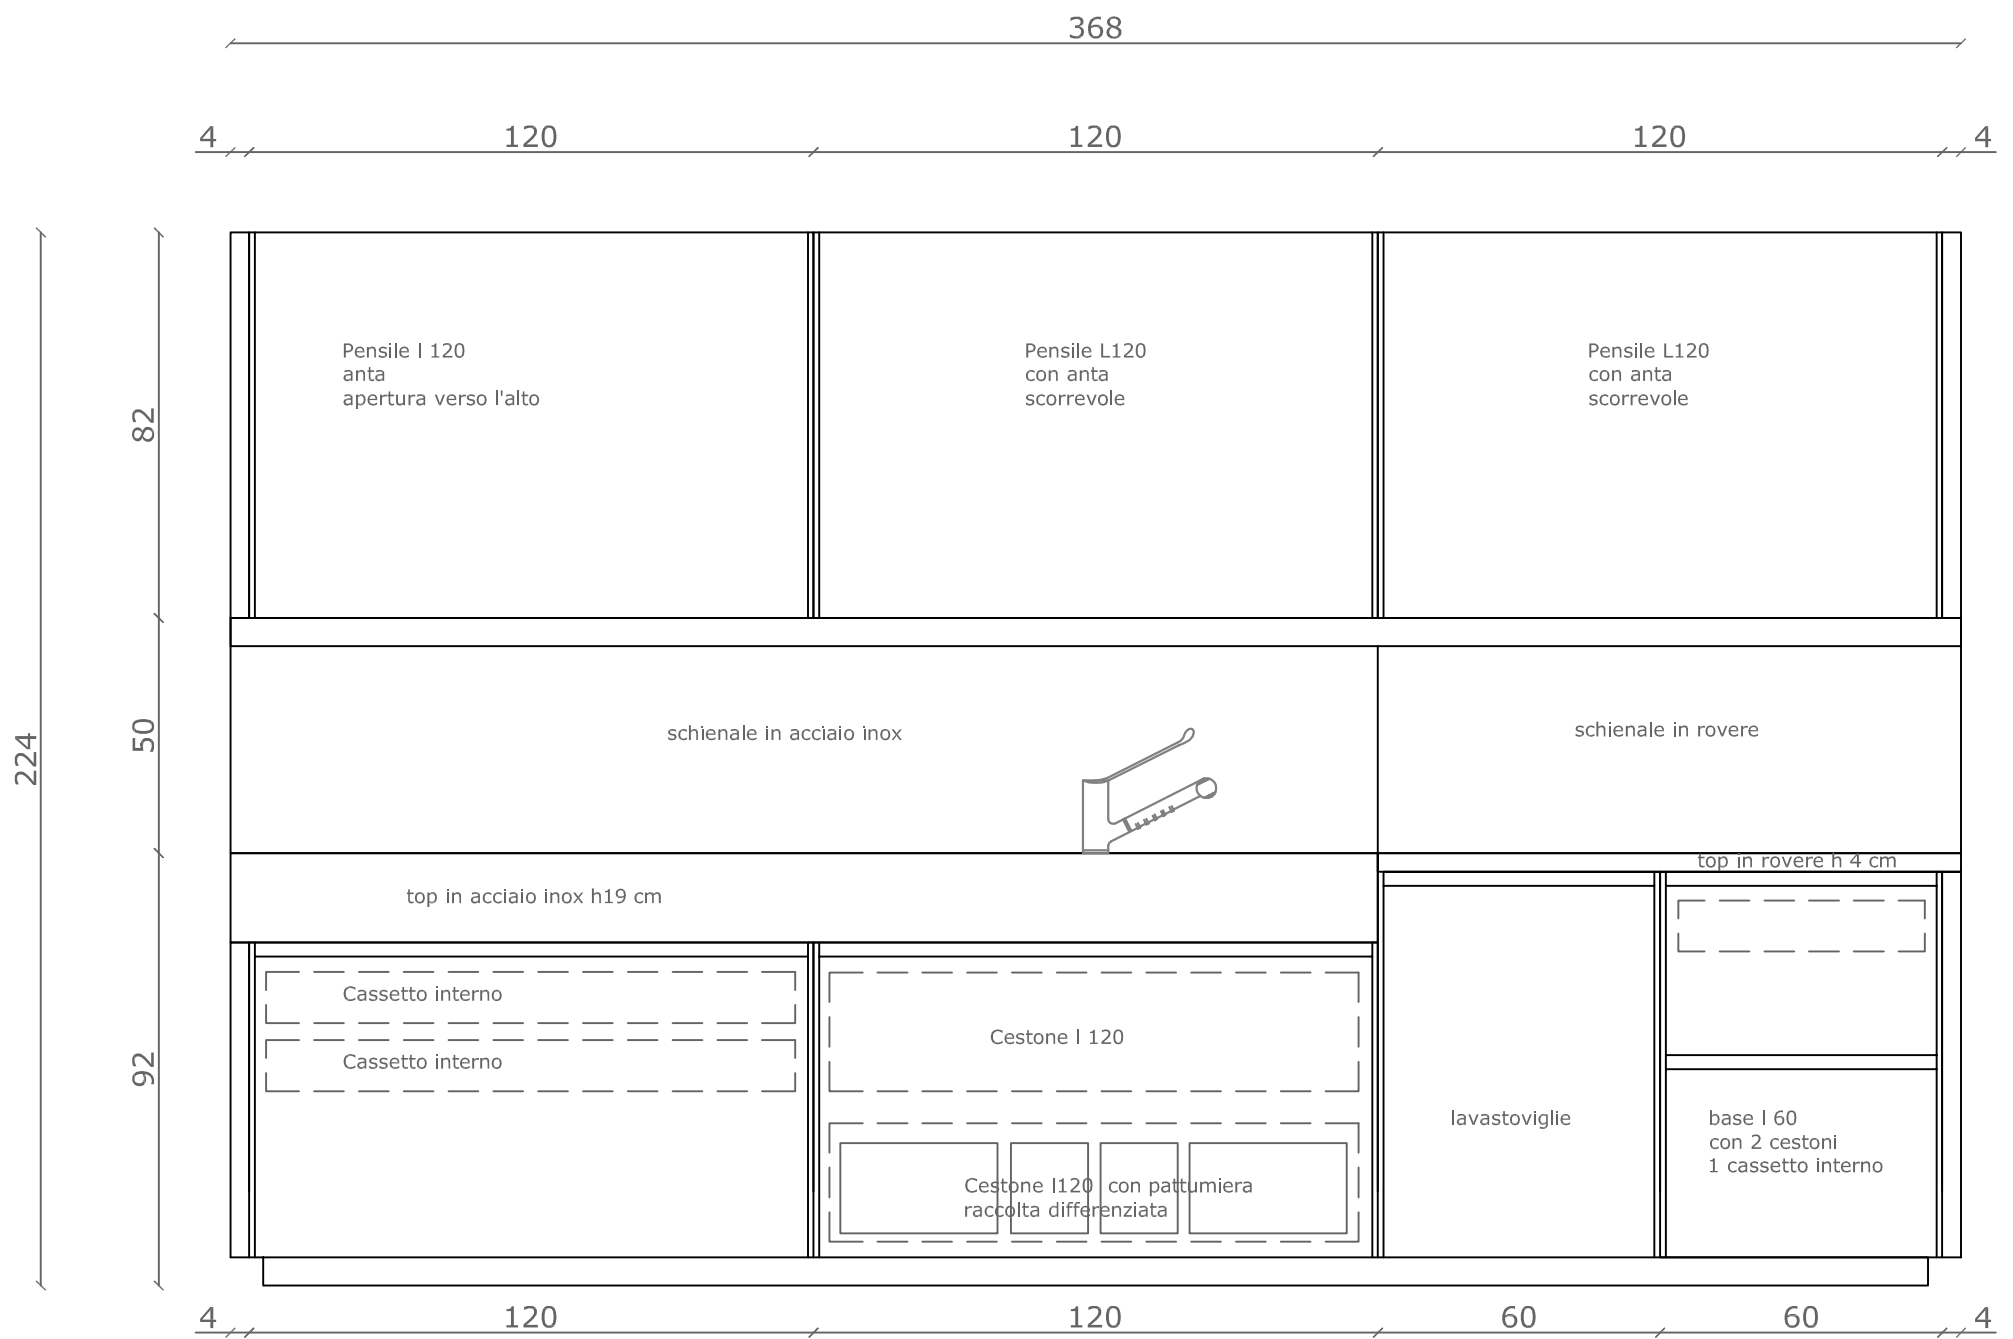 368
4
120
120
120
4
Pensile l 120
anta
apertura verso l'alto
Pensile L120
con anta
scorrevole
Pensile L120
con anta
scorrevole
82
50
224
92
schienale in acciaio inox
schienale in rovere
top in rovere h 4 cm
top in acciaio inox h19 cm
Cassetto interno
Cassetto interno
Cestone l 120
Cestone l120  con pattumiera
raccolta differenziata
lavastoviglie
base l 60
con 2 cestoni
1 cassetto interno
4
120
120
60
60
4